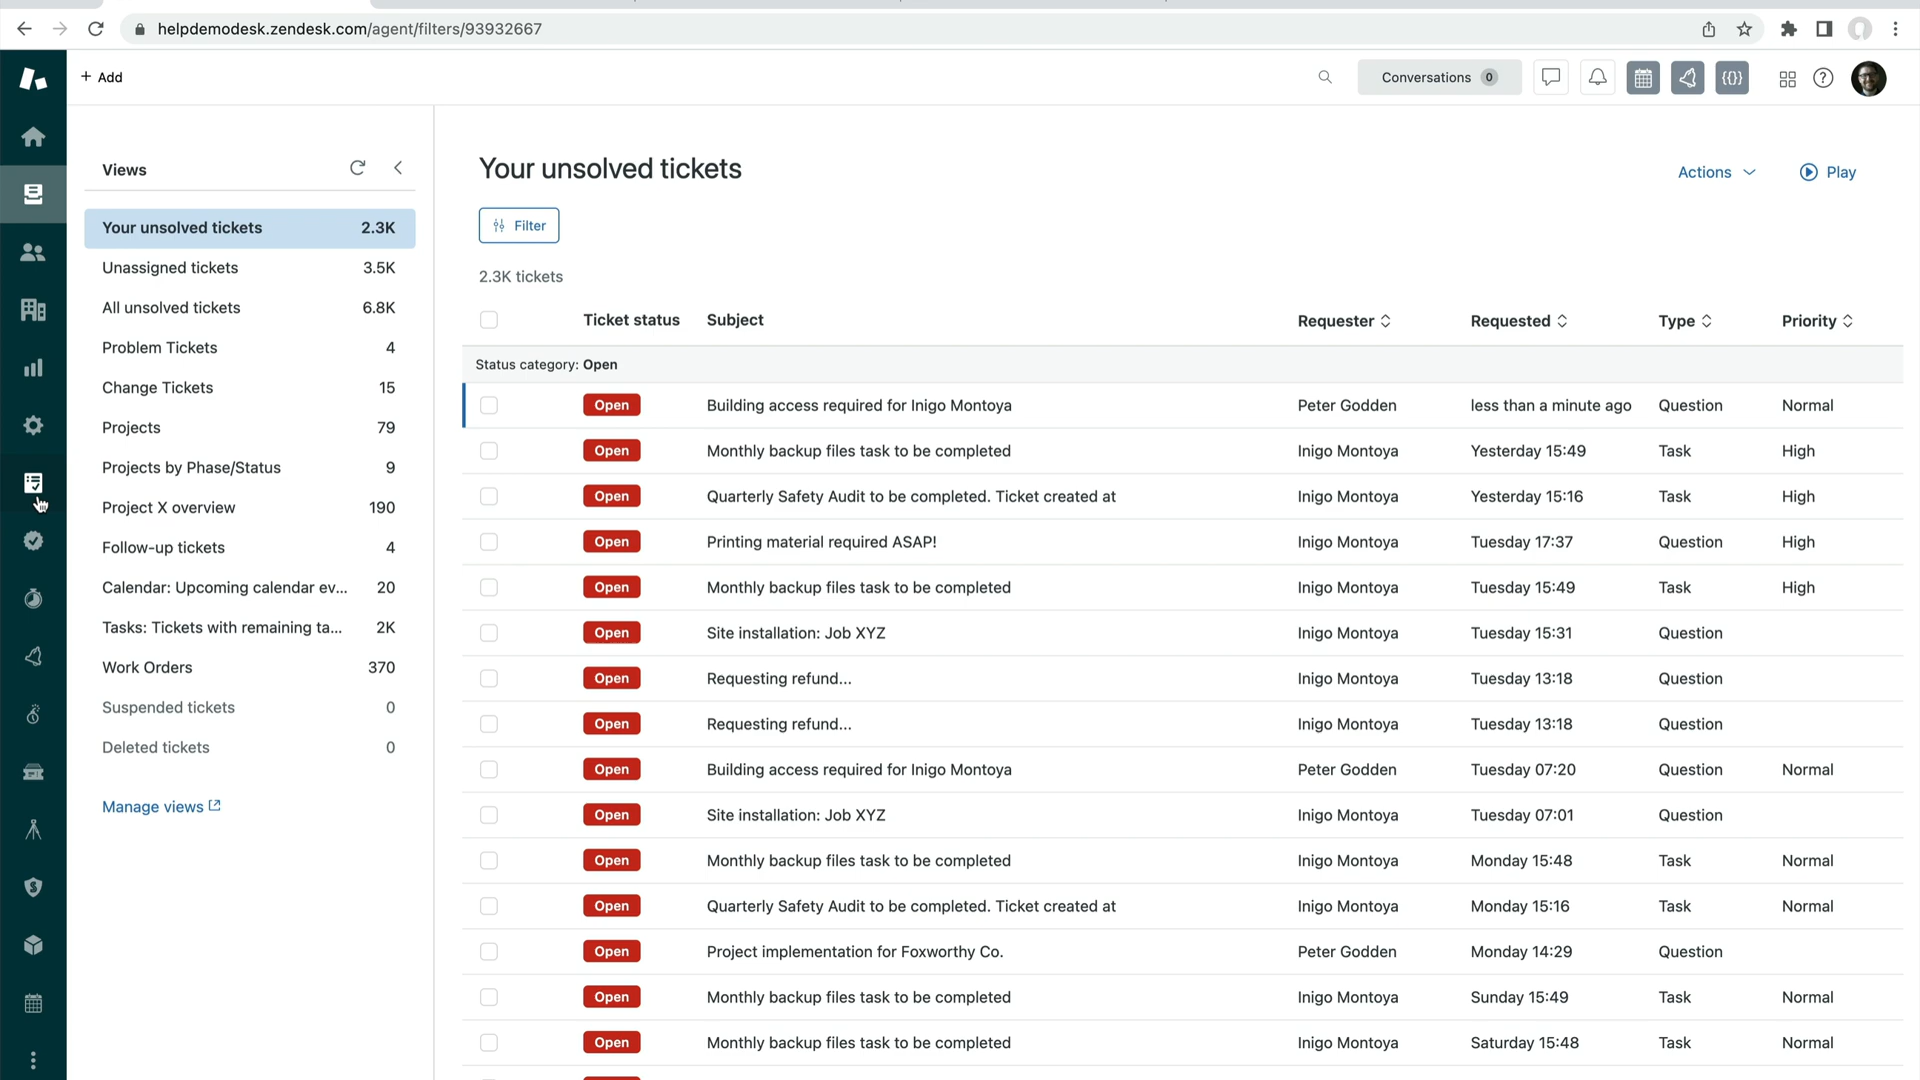 helpdemodesk.zendesk.com/agent/filters/93932667
+ Add
Conversations 0
Views
Your unsolved tickets 2.3K
Unassigned tickets 3.5K
All unsolved tickets 6.8K
Problem Tickets 4
Change Tickets 15
Projects 79
Projects by Phase/Status 9
Project X overview 190
Follow-up tickets 4
Calendar: Upcoming calendar ev... 20
Tasks: Tickets with remaining ta... 2K
Work Orders 370
Suspended tickets 0
Deleted tickets 0
Manage views
Your unsolved tickets
Actions Play
Filter
2.3K tickets
Ticket status Subject Requester Requested Type Priority
Status category: Open
Open Building access required for Inigo Montoya Peter Godden less than a minute ago Question Normal
Open Monthly backup files task to be completed Inigo Montoya Yesterday 15:49 Task High
Open Quarterly Safety Audit to be completed. Ticket created at Inigo Montoya Yesterday 15:16 Task High
Open Printing material required ASAP! Inigo Montoya Tuesday 17:37 Question High
Open Monthly backup files task to be completed Inigo Montoya Tuesday 15:49 Task High
Open Site installation: Job XYZ Inigo Montoya Tuesday 15:31 Question
Open Requesting refund... Inigo Montoya Tuesday 13:18 Question
Open Requesting refund... Inigo Montoya Tuesday 13:18 Question
Open Building access required for Inigo Montoya Peter Godden Tuesday 07:20 Question Normal
Open Site installation: Job XYZ Inigo Montoya Tuesday 07:01 Question
Open Monthly backup files task to be completed Inigo Montoya Monday 15:48 Task Normal
Open Quarterly Safety Audit to be completed. Ticket created at Inigo Montoya Monday 15:16 Task Normal
Open Project implementation for Foxworthy Co. Peter Godden Monday 14:29 Question
Open Monthly backup files task to be completed Inigo Montoya Sunday 15:49 Task Normal
Open Monthly backup files task to be completed Inigo Montoya Saturday 15:48 Task Normal